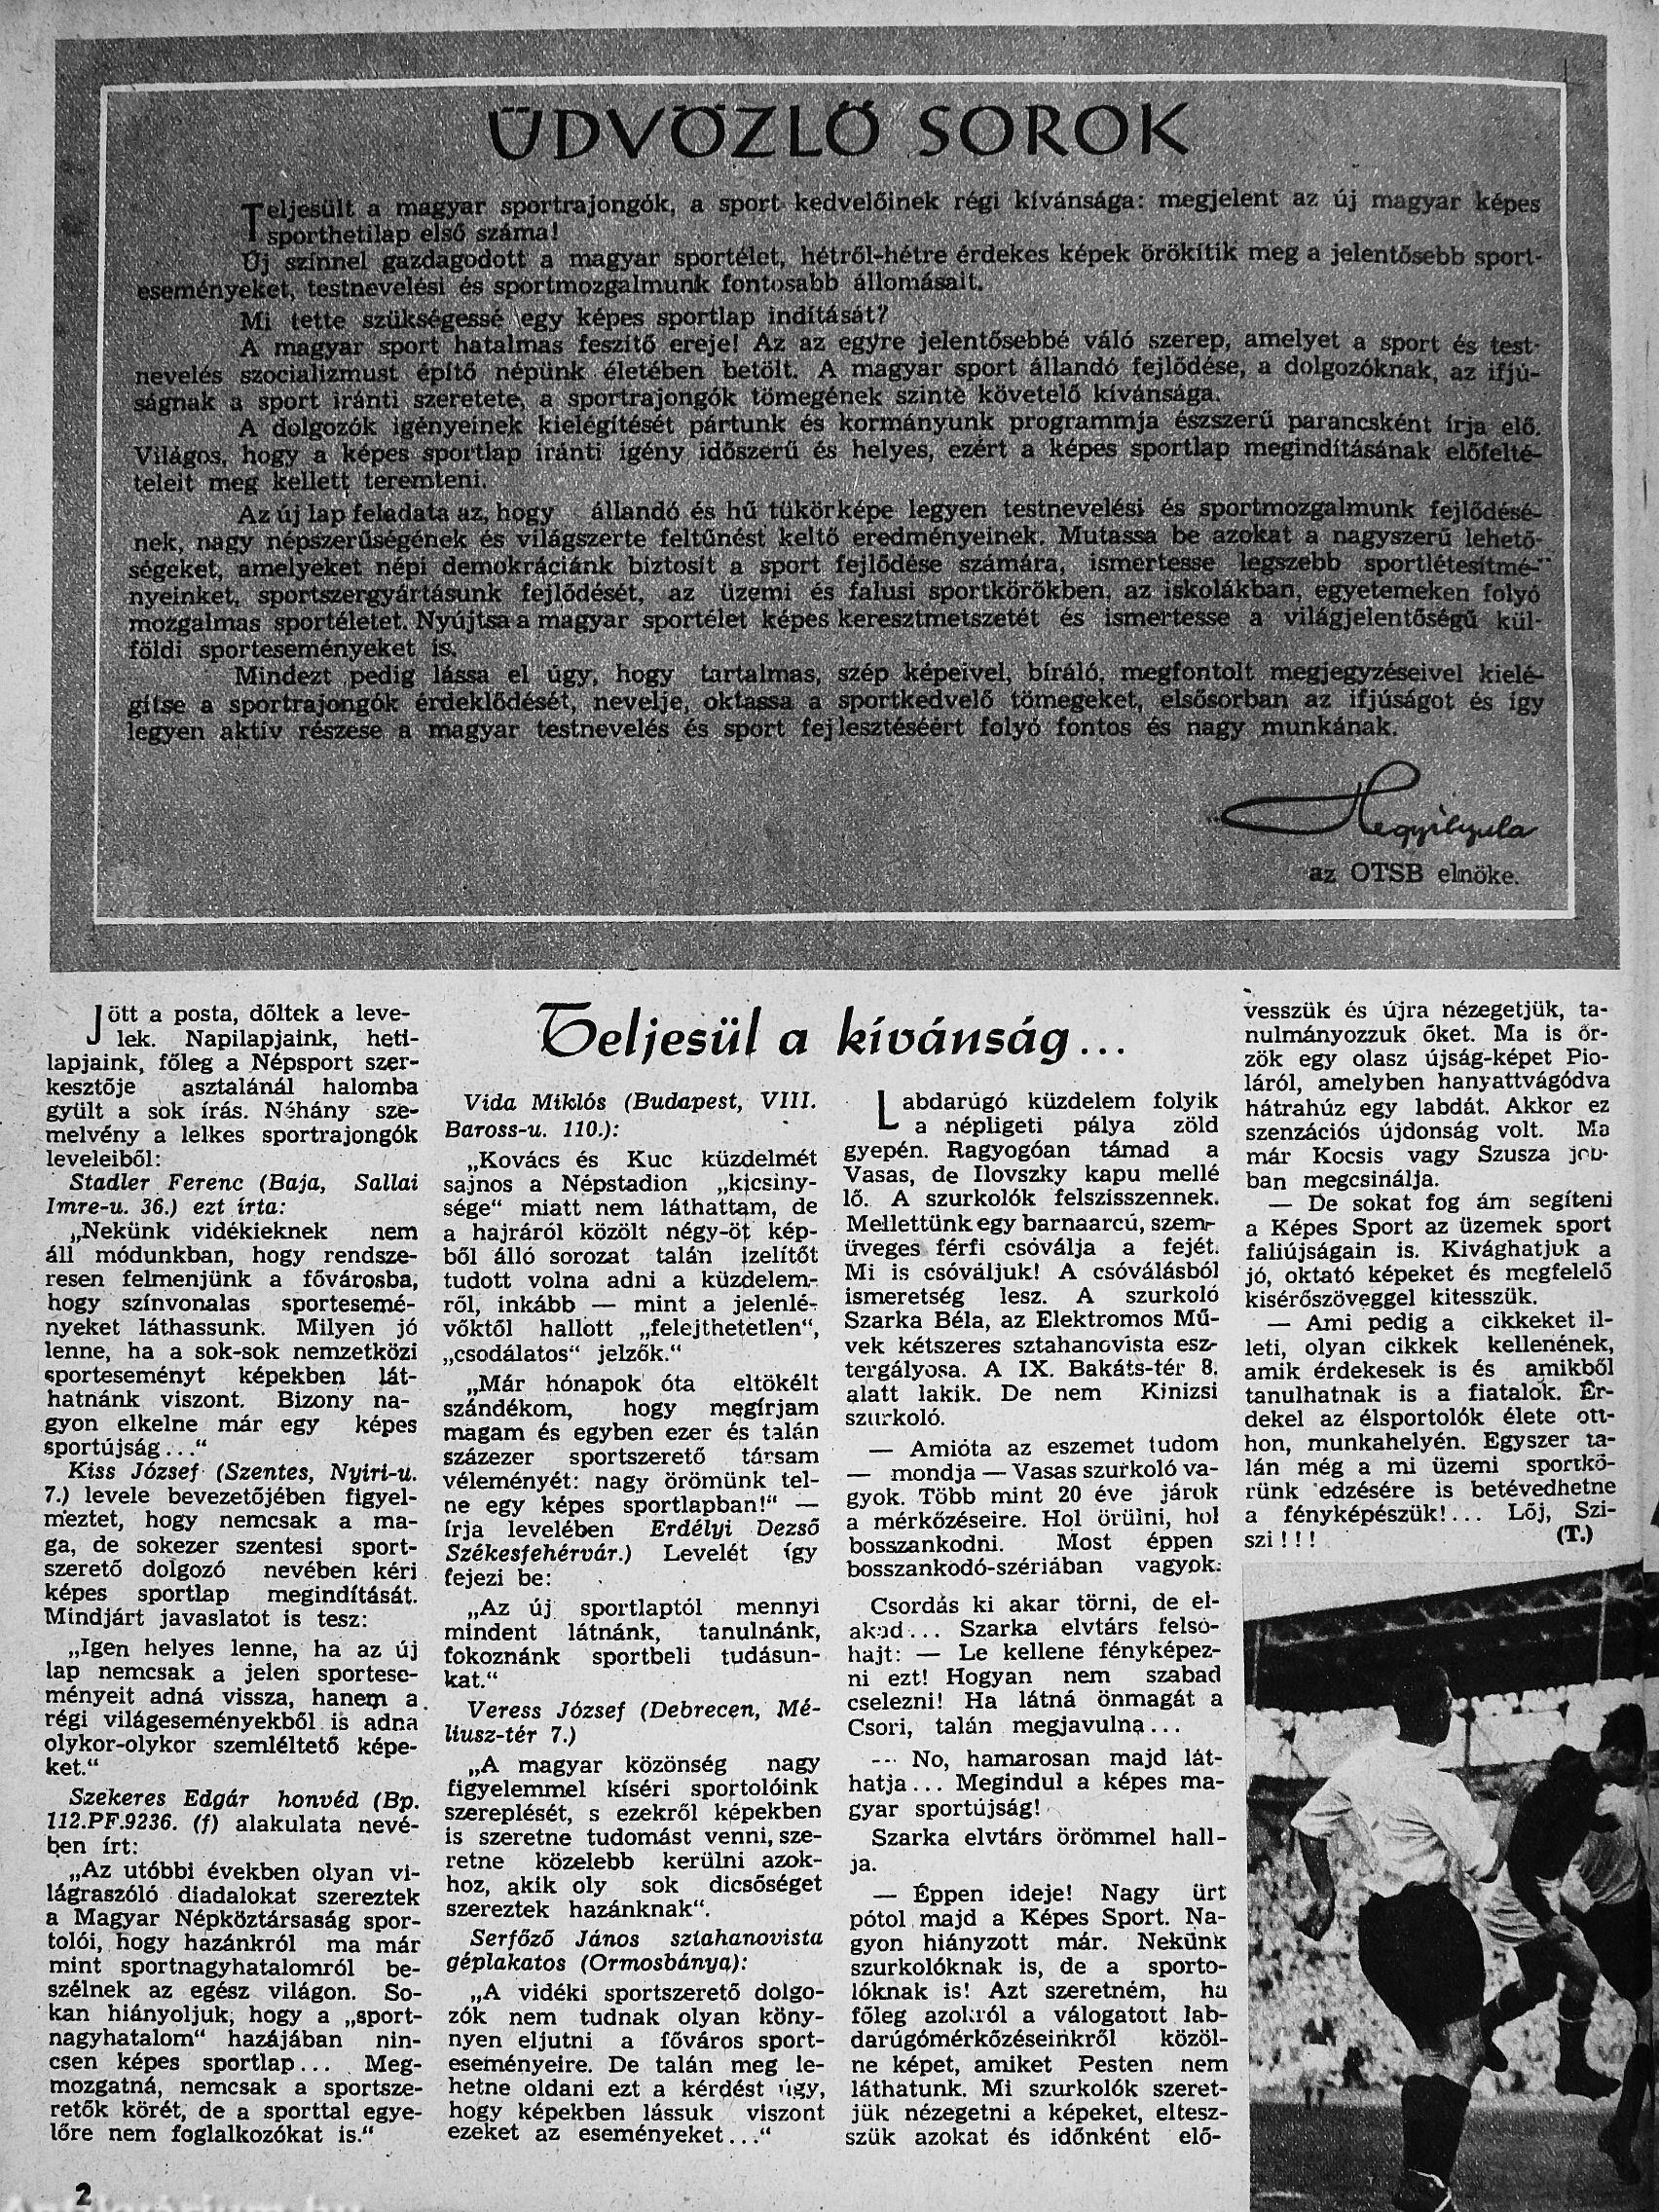 ÜDVÖZLŐ SOROK
Teljesült a magyar sportrajongók, a sport kedvelőinek régi kívánsága: megjelent az új magyar képes
sporthetilap első száma!
Új színnel gazdagodott a magyar sportélet, hétről-hétre érdekes képek örökítik meg a jelentősebb sport-
eseményeket, testnevelési és sportmozgalmunk fontosabb állomásait.
Mi tette szükségessé egy képes sportlap indítását?
A magyar sport hatalmas feszítő ereje! Az az egyre jelentősebbé váló szerep, amelyet a sport és test-
nevelés szocializmust építő népünk életében betölt. A magyar sport állandó fejlődése, a dolgozóknak, az ifjú-
ságnak a sport iránti szeretete, a sportrajongók tömegének szinte követelő kívánsága.
A dolgozók igényeinek kielégítését pártunk és kormányunk programmja észszerű parancsként írja elő.
Világos, hogy a képes sportlap iránti igény időszerű és helyes, ezért a képes sportlap megindításának előfelté-
teleit meg kellett teremteni.
Az új lap feladata az, hogy állandó és hű tükörképe legyen testnevelési és sportmozgalmunk fejlődésé-
nek, nagy népszerűségének és világszerte feltűnést keltő eredményeinek. Mutassa be azokat a nagyszerű lehető-
ségeket, amelyeket népi demokráciánk biztosít a sport fejlődése számára, ismertesse legszebb sportlétesítmé-
nyeinket, sportszergyártásunk fejlődését, az üzemi és falusi sportkörökben, az iskolákban, egyetemeken folyó
mozgalmas sportéletet. Nyújtsa a magyar sportélet képes keresztmetszetét és ismertesse a világjelentőségű kül-
földi sporteseményeket is.
Mindezt pedig lássa el úgy, hogy tartalmas, szép képeivel, bíráló, megfontolt megjegyzéseivel kielé-
gítse a sportrajongók érdeklődését, nevelje, oktassa a sportkedvelő tömegeket, elsősorban az ifjúságot és így
legyen aktív részese a magyar testnevelés és sport fejlesztéséért folyó fontos és nagy munkának.
Hegyi Gyula
az OTSB elnöke.
Teljesül a kívánság...
Jött a posta, dőltek a leve-
lek. Napilapjaink, heti-
lapjaink, főleg a Népsport szer-
kesztője asztalánál halomba
gyült a sok írás. Néhány sze-
melvény a lelkes sportrajongók
leveleiből:
Stadler Ferenc (Baja, Sallai
Imre-u. 36.) ezt írta:
„Nekünk vidékieknek nem
áll módunkban, hogy rendsze-
resen felmenjünk a fővárosba,
hogy színvonalas sportesemé-
nyeket láthassunk. Milyen jó
lenne, ha a sok-sok nemzetközi
sporteseményt képekben lát-
hatnánk viszont. Bizony na-
gyon elkelne már egy képes
sportújság..."
Kiss József (Szentes, Nyiri-u.
7.) levele bevezetőjében figyel-
meztet, hogy nemcsak a ma-
ga, de sokezer szentesi sport-
szerető dolgozó nevében kéri
képes sportlap megindítását.
Mindjárt javaslatot is tesz:
„Igen helyes lenne, ha az új
lap nemcsak a jelen sportese-
ményeit adná vissza, hanem a
régi világeseményekből is adna
olykor-olykor szemléltető képe-
ket."
Szekeres Edgár honvéd (Bp.
112.PF.9236. (f) alakulata nevé-
ben írt:
„Az utóbbi években olyan vi-
lágraszóló diadalokat szereztek
a Magyar Népköztársaság spor-
tolói, hogy hazánkról ma már
mint sportnagyhatalomról be-
szélnek az egész világon. So-
kan hiányoljuk, hogy a „sport-
nagyhatalom" hazájában nin-
csen képes sportlap... Meg-
mozgatná, nemcsak a sportsze-
retők körét, de a sporttal egye-
lőre nem foglalkozókat is."
Vida Miklós (Budapest, VIII.
Baross-u. 110.):
„Kovács és Kuc küzdelmét
sajnos a Népstadion „kicsiny-
sége" miatt nem láthattam, de
a hajráról közölt négy-öt kép-
ből álló sorozat talán ízelítőt
tudott volna adni a küzdelem-
ről, inkább — mint a jelenlé-
vőktől hallott „felejthetetlen",
„csodálatos" jelzők."
„Már hónapok óta eltökélt
szándékom, hogy megírjam
magam és egyben ezer és talán
százezer sportszerető társam
véleményét: nagy örömünk tel-
ne egy képes sportlapban!" —
írja levelében Erdélyi Dezső
Székesfehérvár.) Levelét így
fejezi be:
„Az új sportlaptól mennyi
mindent látnánk, tanulnánk,
fokoznánk sportbeli tudásun-
kat."
Veress József (Debrecen, Mé-
liusz-tér 7.)
„A magyar közönség nagy
figyelemmel kíséri sportolóink
szereplését, s ezekről képekben
is szeretne tudomást venni, sze-
retne közelebb kerülni azok-
hoz, akik oly sok dicsőséget
szereztek hazánknak".
Serfőző János sztahanovista
géplakatos (Ormosbánya):
„A vidéki sportszerető dolgo-
zók nem tudnak olyan köny-
nyen eljutni a főváros sport-
eseményeire. De talán meg le-
hetne oldani ezt a kérdést úgy,
hogy képekben lássuk viszont
ezeket az eseményeket..."
Labdarúgó küzdelem folyik
a népligeti pálya zöld
gyepén. Ragyogóan támad a
Vasas, de Ilovszky kapu mellé
lő. A szurkolók felszisszennek.
Mellettünk egy barnaarcú, szem-
üveges férfi csóválja a fejét.
Mi is csóváljuk! A csóválásból
ismeretség lesz. A szurkoló
Szarka Béla, az Elektromos Mű-
vek kétszeres sztahanovista esz-
tergályosa. A IX. Bakáts-tér 8.
alatt lakik. De nem Kinizsi
szurkoló.
— Amióta az eszemet tudom
— mondja — Vasas szurkoló va-
gyok. Több mint 20 éve járok
a mérkőzéseire. Hol örülni, hol
bosszankodni. Most éppen
bosszankodó-szériában vagyok.
Csordás ki akar törni, de el-
akad... Szarka elvtárs felsó-
hajt: — Le kellene fényképez-
ni ezt! Hogyan nem szabad
cselezni! Ha látná önmagát a
Csori, talán megjavulna...
— No, hamarosan majd lát-
hatja... Megindul a képes ma-
gyar sportújság!
Szarka elvtárs örömmel hall-
ja.
— Éppen ideje! Nagy űrt
pótol majd a Képes Sport. Na-
gyon hiányzott már. Nekünk
szurkolóknak is, de a sporto-
lóknak is! Azt szeretném, ha
főleg azokról a válogatott lab-
darúgómérkőzéseinkről közöl-
ne képet, amiket Pesten nem
láthatunk. Mi szurkolók szeret-
jük nézegetni a képeket, eltesz-
szük azokat és időnként elő-
vesszük és újra nézegetjük, ta-
nulmányozzuk őket. Ma is őr-
zök egy olasz újság-képet Pio-
láról, amelyben hanyattvágódva
hátrahúz egy labdát. Akkor ez
szenzációs újdonság volt. Ma
már Kocsis vagy Szusza job-
ban megcsinálja.
— De sokat fog ám segíteni
a Képes Sport az üzemek sport
faliújságain is. Kivághatjuk a
jó, oktató képeket és megfelelő
kisérőszöveggel kitesszük.
— Ami pedig a cikkeket il-
leti, olyan cikkek kellenének,
amik érdekesek is és amikből
tanulhatnak is a fiatalok. Ér-
dekel az élsportolók élete ott-
hon, munkahelyén. Egyszer ta-
lán még a mi üzemi sportkö-
rünk edzésére is betévedhetne
a fényképészük!... Lőj, Szi-
szi!!!
(T.)
2